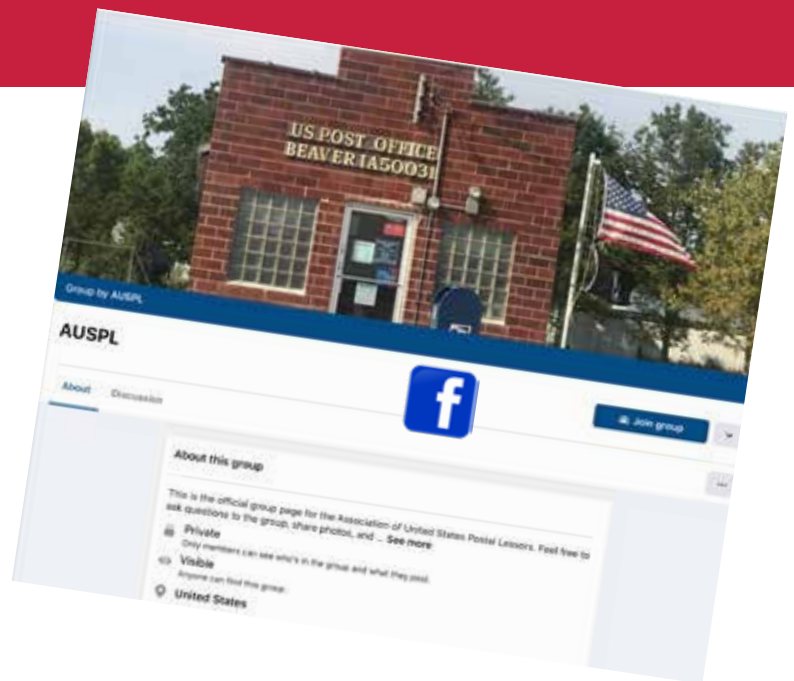 US POST OFFICE
BEAVER IA50031
Group by AUSPL
AUSPL
f
About Discussion
Join group
About this group
This is the official group page for the Association of United States Postal Lessors. Feel free to
ask questions to the group, share photos, and ... See more
Private
Only members can see who's in the group and what they post.
Visible
Anyone can find this group.
United States